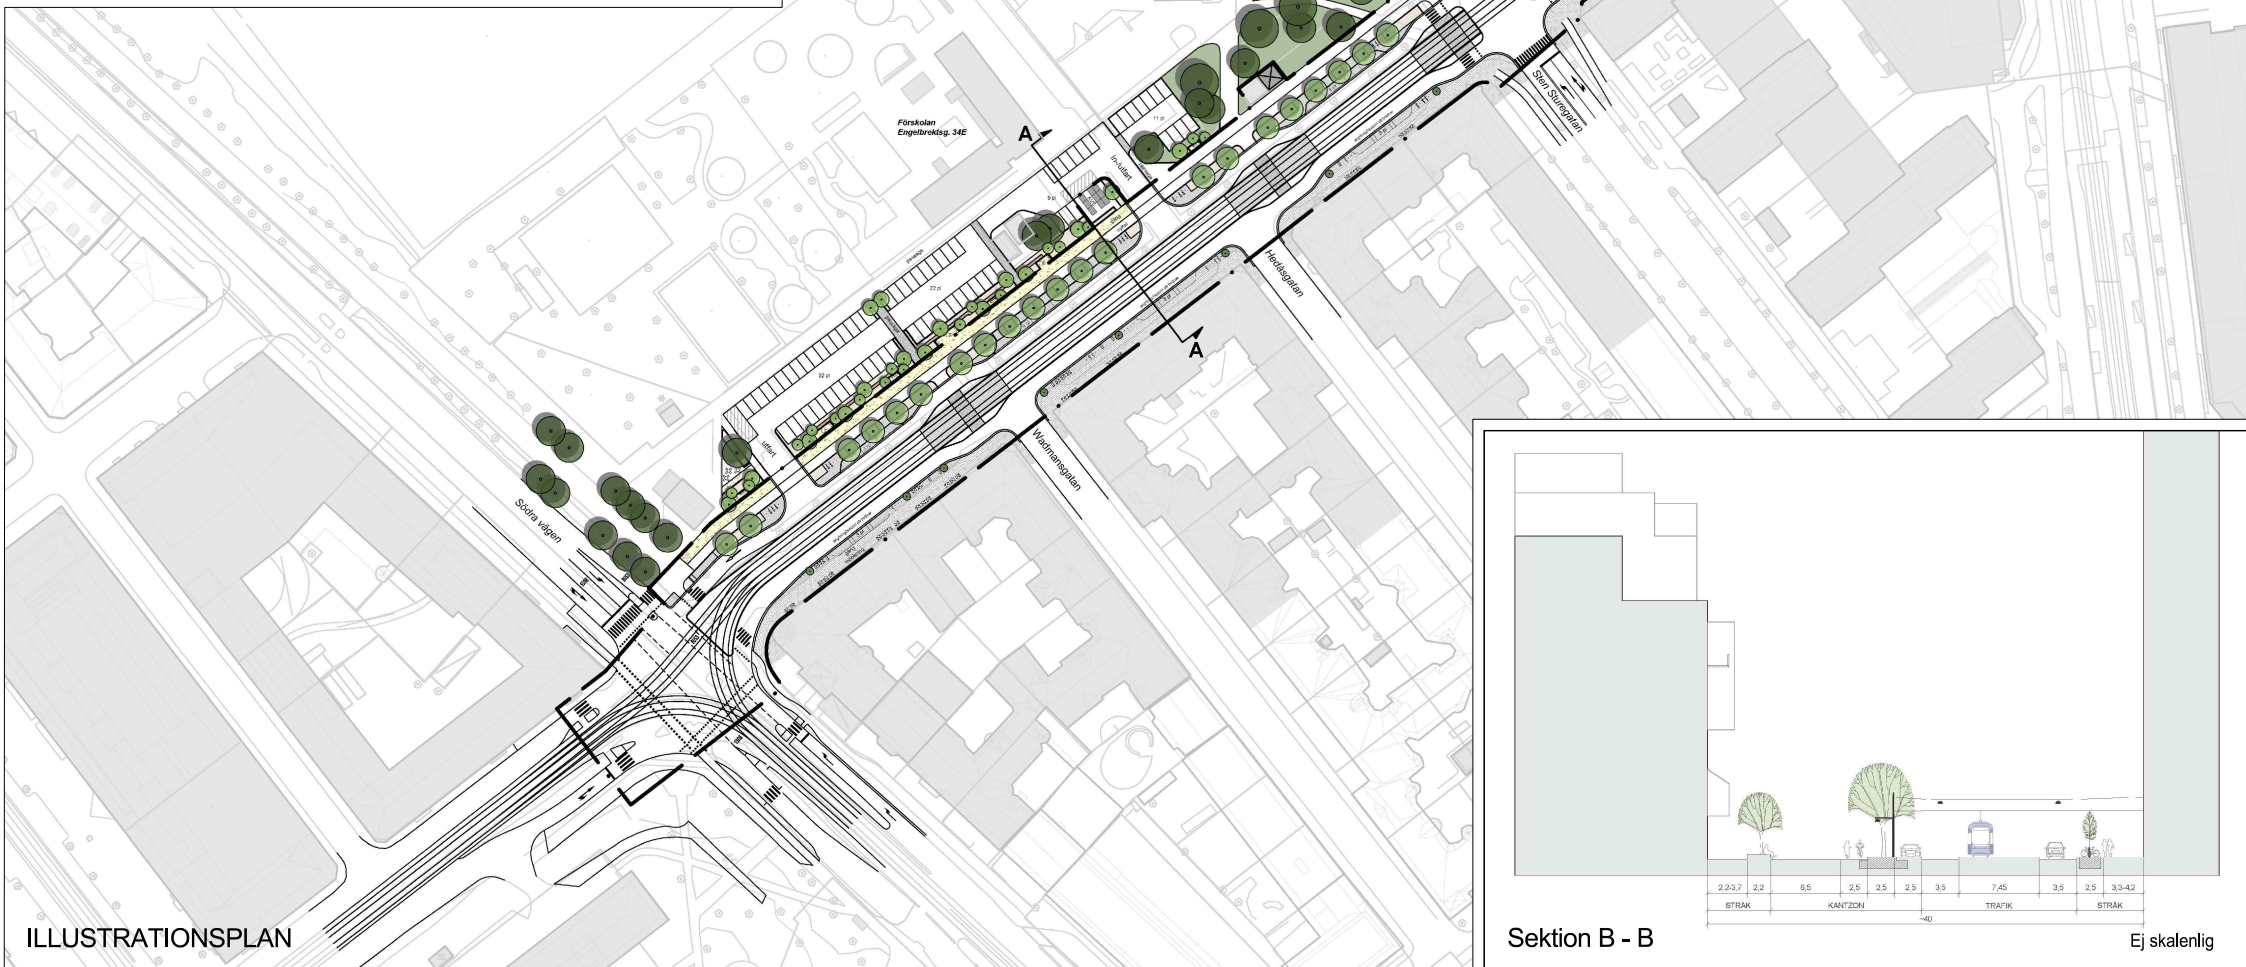 Förskolan
Engelbrektsg. 34E
A
In-/utfart
11 pl
9 pl
Sten Sturegatan
passage
22 pl
Hedåsgatan
A
passage
32 pl
utfart
Wadmansgatan
Södra vägen
ILLUSTRATIONSPLAN
2,2-3,7 2,2 6,5 2,5 2,5 2,5 3,5 7,45 3,5 2,5 3,3-4,2
STRÅK KANTZON TRAFIK STRÅK
~40
Sektion B - B
Ej skalenlig